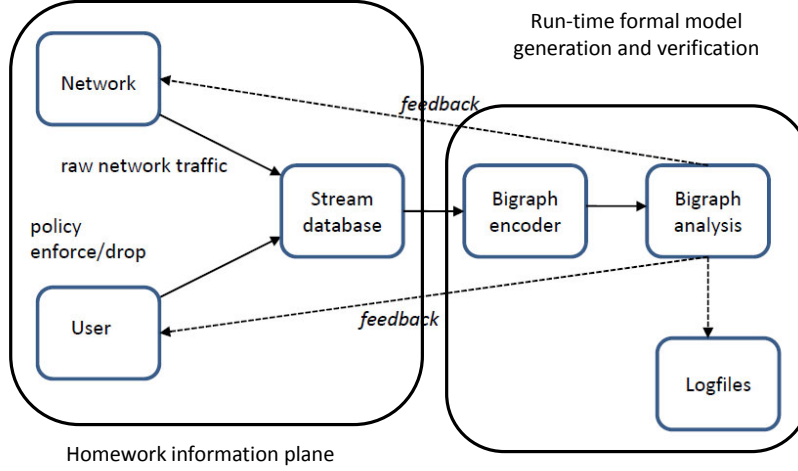 Run-time formal model
generation and verification
Network
feedback
raw network traffic
Stream
database
Bigraph
encoder
Bigraph
analysis
policy
enforce/drop
User
feedback
Logfiles
Homework information plane